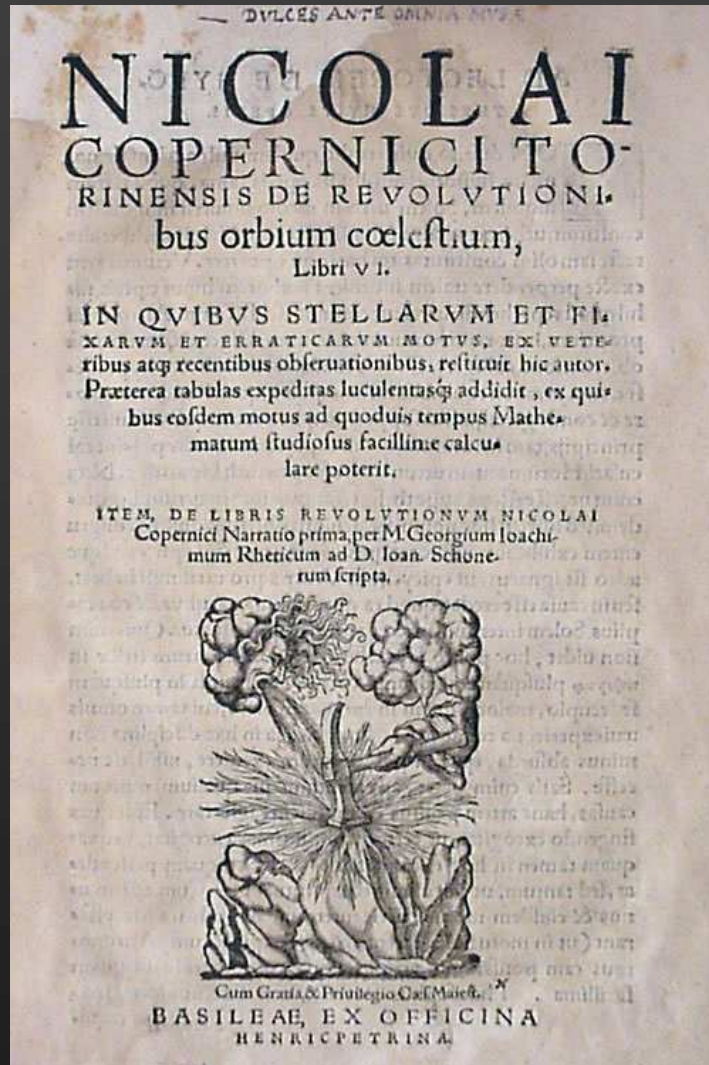 DVLCES ANTE OMNIA MVSÆ
NICOLAI
COPERNICI TO-
RINENSIS DE REVOLVTIONI-
bus orbium cœleſtium,
Libri VI.
IN QVIBVS STELLARVM ET FI-
XARVM ET ERRATICARVM MOTVS, EX VETE-
ribus atq; recentibus obſeruationibus, reſtituit hic autor.
Præterea tabulas expeditas luculentasq́; addidit, ex qui-
bus eoſdem motus ad quoduis tempus Mathe-
matum ſtudioſus facillime calcu-
lare poterit.
ITEM, DE LIBRIS REVOLVTIONVM NICOLAI
Copernici Narratio prima, per M. Georgium Ioachi-
mum Rheticum ad D. Ioan. Schone-
rum ſcripta.
Cum Gratia & Priuilegio Cæſ. Maieſt.
BASILEAE, EX OFFICINA
HENRICPETRINA.